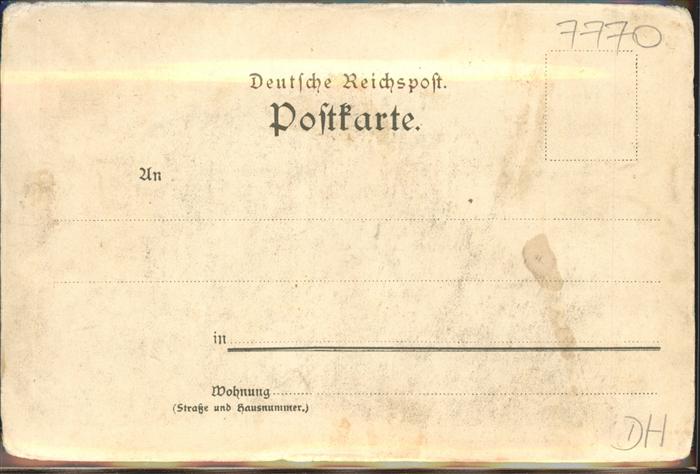 7770
Deutſche Reichspoſt.
Poſtkarte.
An
in
Wohnung
(Straße und Hausnummer.)
DH